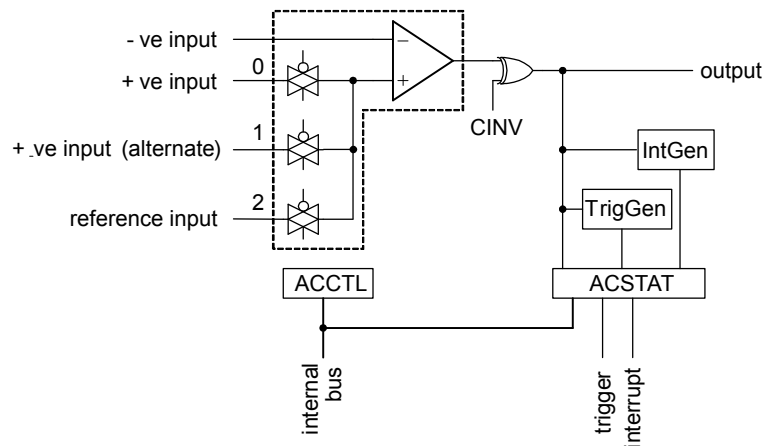 - ve input
0
+ ve input
1
+ -ve input (alternate)
2
reference input
−
+
CINV
output
IntGen
TrigGen
ACCTL
ACSTAT
internal
bus
trigger
interrupt